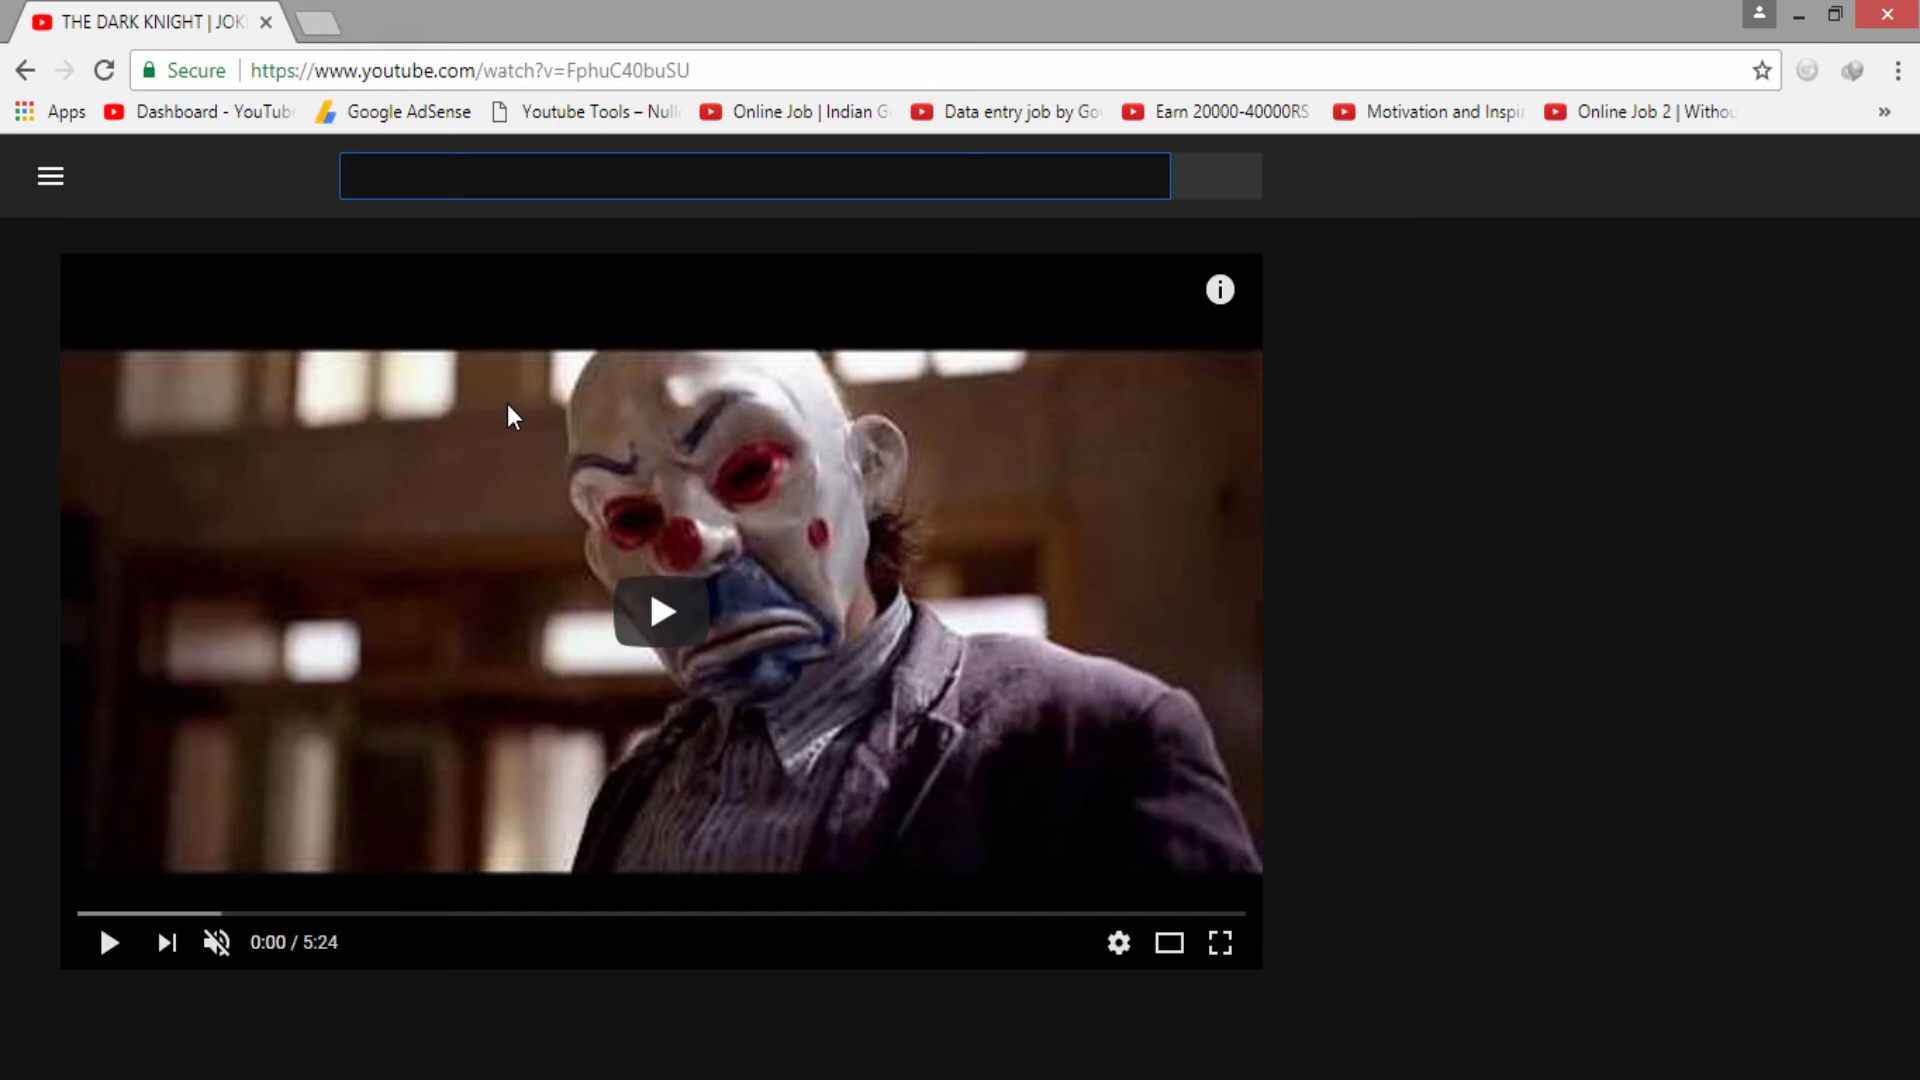 THE DARK KNIGHT | JOK
Secure https://www.youtube.com/watch?v=FphuC40buSU
Apps Dashboard - YouTube Google AdSense Youtube Tools – Null Online Job | Indian G Data entry job by Go Earn 20000-40000RS Motivation and Inspir Online Job 2 | Withou »
0:00 / 5:24